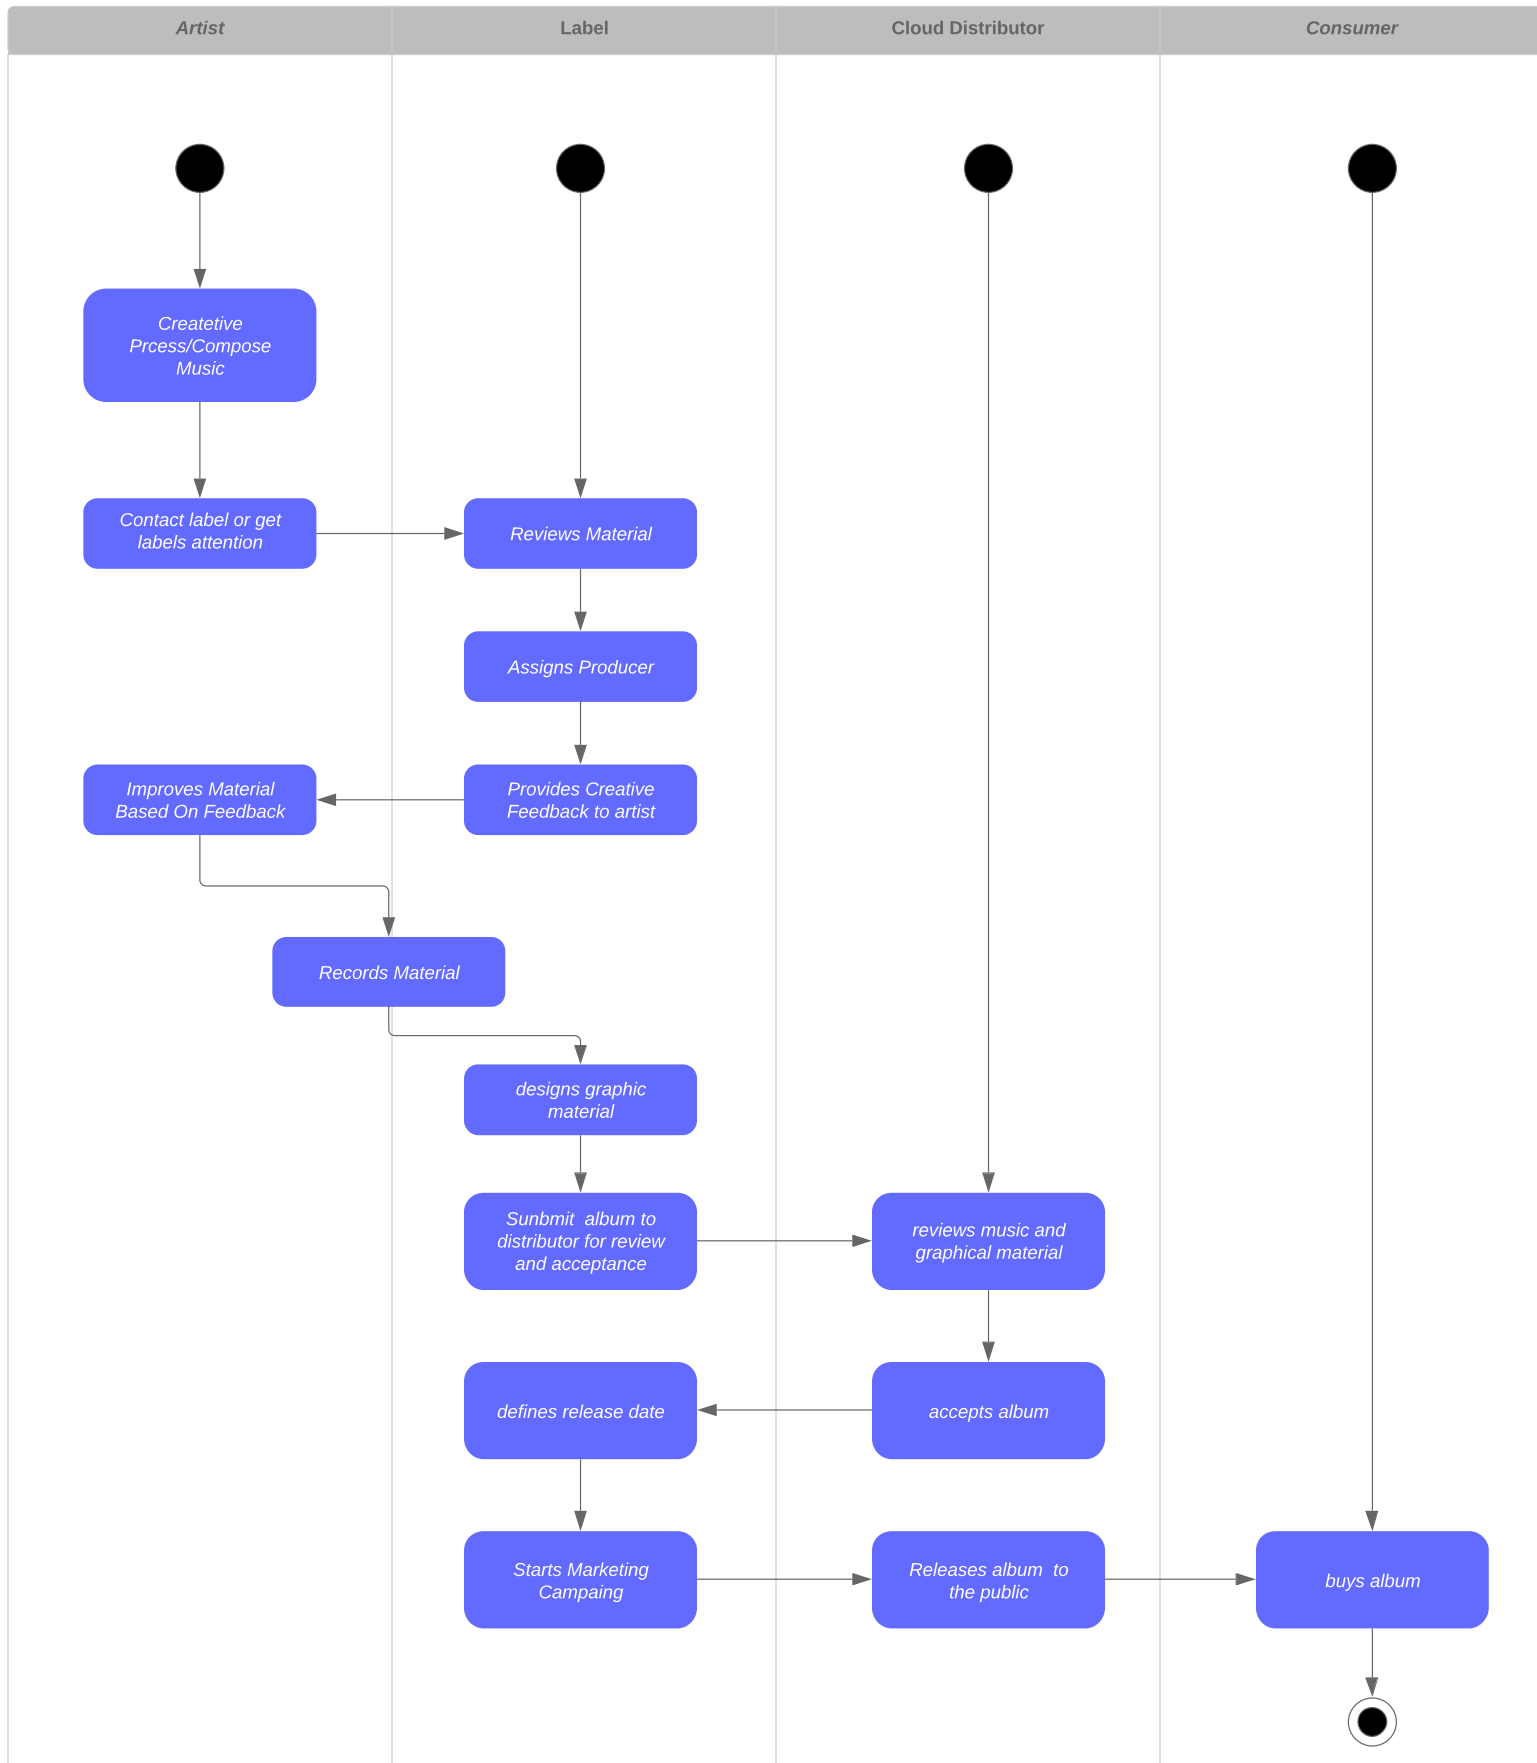 Artist
Label
Cloud Distributor
Consumer
Createtive
Prcess/Compose
Music
Contact label or get
labels attention
Reviews Material
Assigns Producer
Improves Material
Based On Feedback
Provides Creative
Feedback to artist
Records Material
designs graphic
material
Sunbmit  album to
distributor for review
and acceptance
reviews music and
graphical material
defines release date
accepts album
Starts Marketing
Campaing
Releases album  to
the public
buys album